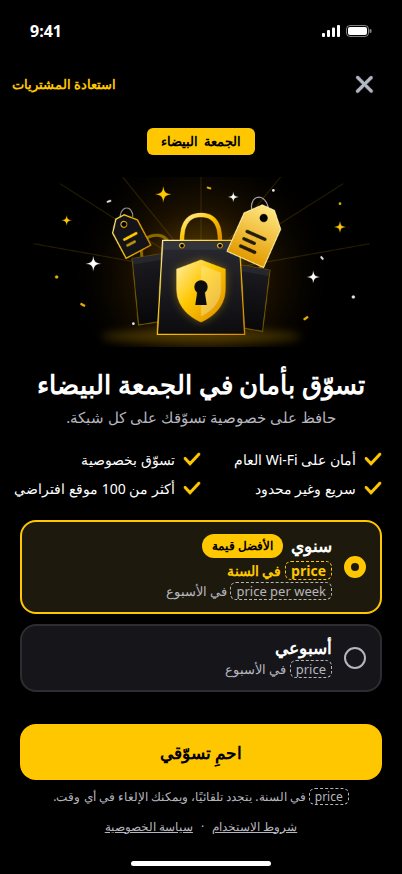 9:41
استعادة المشتريات
الجمعة البيضاء
تسوّق بأمان في الجمعة البيضاء
حافظ على خصوصية تسوّقك على كل شبكة.
أمان على Wi-Fi العام
تسوّق بخصوصية
سريع وغير محدود
أكثر من 100 موقع افتراضي
سنوي الأفضل قيمة
price في السنة
price per week في الأسبوع
أسبوعي
price في الأسبوع
احمِ تسوّقي
price في السنة. يتجدد تلقائيًا، ويمكنك الإلغاء في أي وقت.
شروط الاستخدام · سياسة الخصوصية